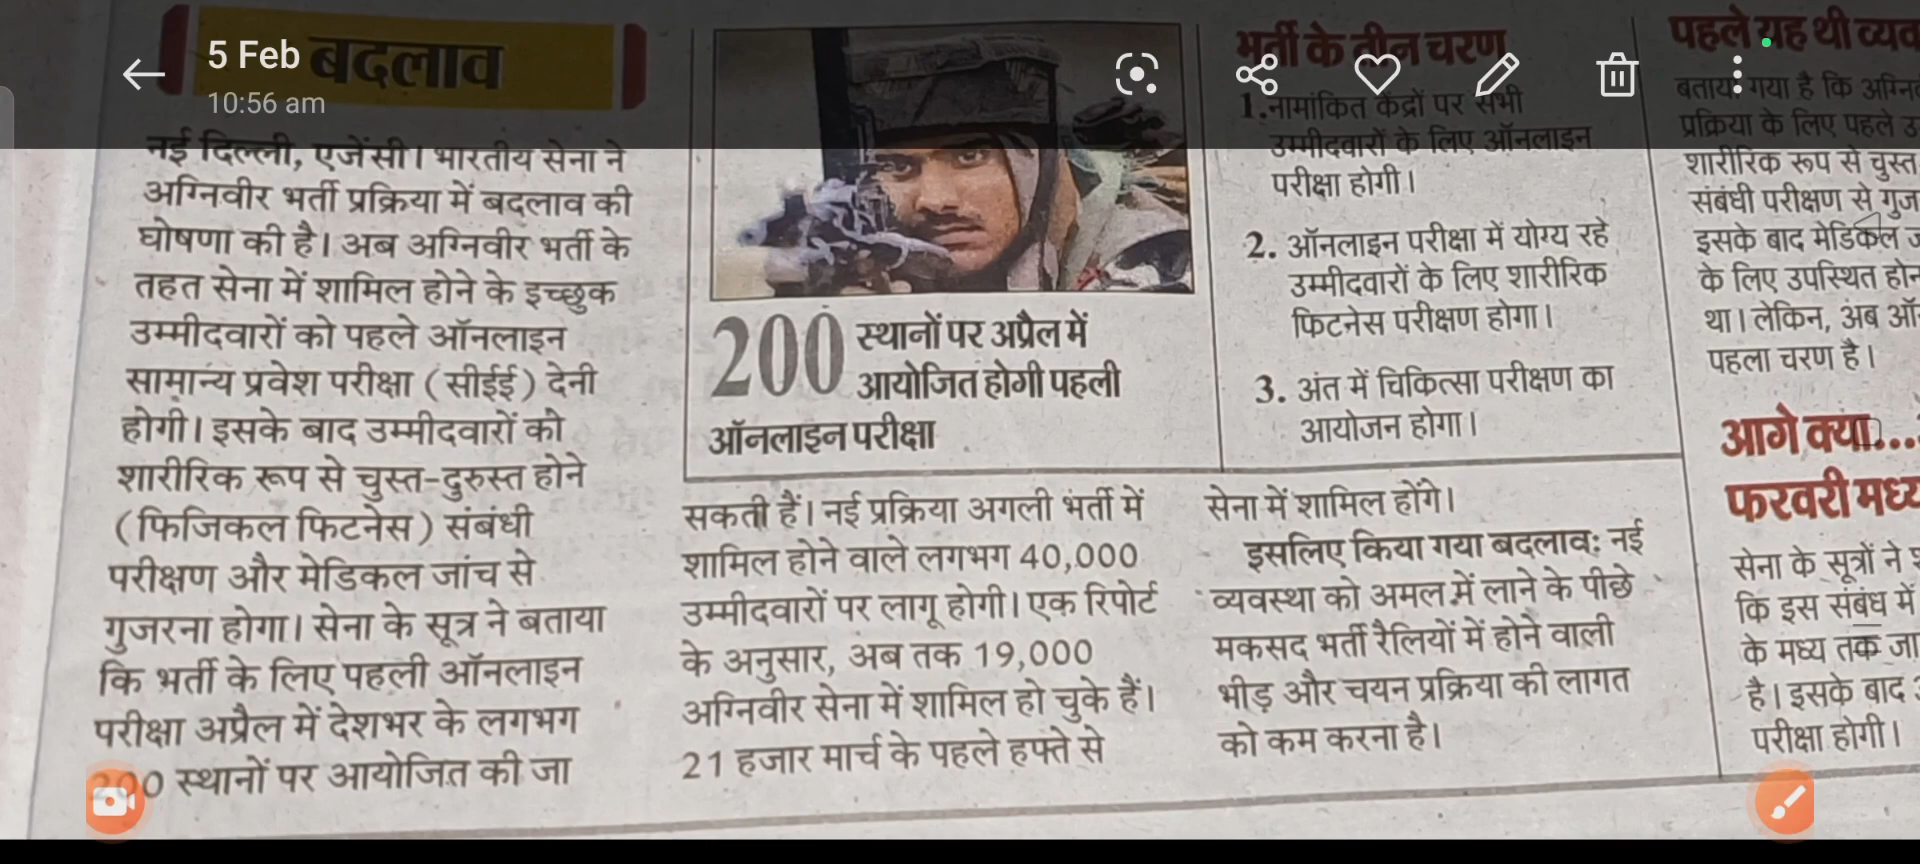 5 Feb
10:56 am
बदलाव
नई दिल्ली, एजेंसी। भारतीय सेना ने
अग्निवीर भर्ती प्रक्रिया में बदलाव की
घोषणा की है। अब अग्निवीर भर्ती के
तहत सेना में शामिल होने के इच्छुक
उम्मीदवारों को पहले ऑनलाइन
सामान्य प्रवेश परीक्षा (सीईई) देनी
होगी। इसके बाद उम्मीदवारों को
शारीरिक रूप से चुस्त-दुरुस्त होने
(फिजिकल फिटनेस) संबंधी
परीक्षण और मेडिकल जांच से
गुजरना होगा। सेना के सूत्र ने बताया
कि भर्ती के लिए पहली ऑनलाइन
परीक्षा अप्रैल में देशभर के लगभग
200 स्थानों पर आयोजित की जा
200 स्थानों पर अप्रैल में
आयोजित होगी पहली
ऑनलाइन परीक्षा
सकती हैं। नई प्रक्रिया अगली भर्ती में
शामिल होने वाले लगभग 40,000
उम्मीदवारों पर लागू होगी। एक रिपोर्ट
के अनुसार, अब तक 19,000
अग्निवीर सेना में शामिल हो चुके हैं।
21 हजार मार्च के पहले हफ्ते से
भर्ती के तीन चरण
1.नामांकित केंद्रों पर सभी
उम्मीदवारों के लिए ऑनलाइन
परीक्षा होगी।
2. ऑनलाइन परीक्षा में योग्य रहे
उम्मीदवारों के लिए शारीरिक
फिटनेस परीक्षण होगा।
3. अंत में चिकित्सा परीक्षण का
आयोजन होगा।
सेना में शामिल होंगे।
इसलिए किया गया बदलाव: नई
व्यवस्था को अमल में लाने के पीछे
मकसद भर्ती रैलियों में होने वाली
भीड़ और चयन प्रक्रिया की लागत
को कम करना है।
पहले यह थी
बताया गया है कि
प्रक्रिया के लिए पहले
शारीरिक रूप से चुस्त
संबंधी परीक्षण से
इसके बाद मेडिकल
के लिए उपस्थित
था। लेकिन, अब
पहला चरण है।
आगे क्या...
फरवरी मध्य
सेना के सूत्रों ने
कि इस संबंध में
के मध्य तक
है। इसके बाद
परीक्षा होगी।